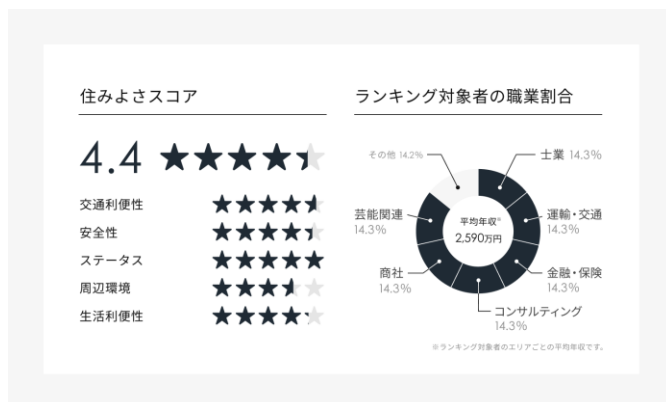 住みよさスコア
4.4
交通利便性
安全性
ステータス
周辺環境
生活利便性
ランキング対象者の職業割合
その他 14.2%
士業 14.3%
芸能関連
14.3%
平均年収※
2,590万円
運輸・交通
14.3%
商社
14.3%
金融・保険
14.3%
コンサルティング
14.3%
※ランキング対象者のエリアごとの平均年収です。